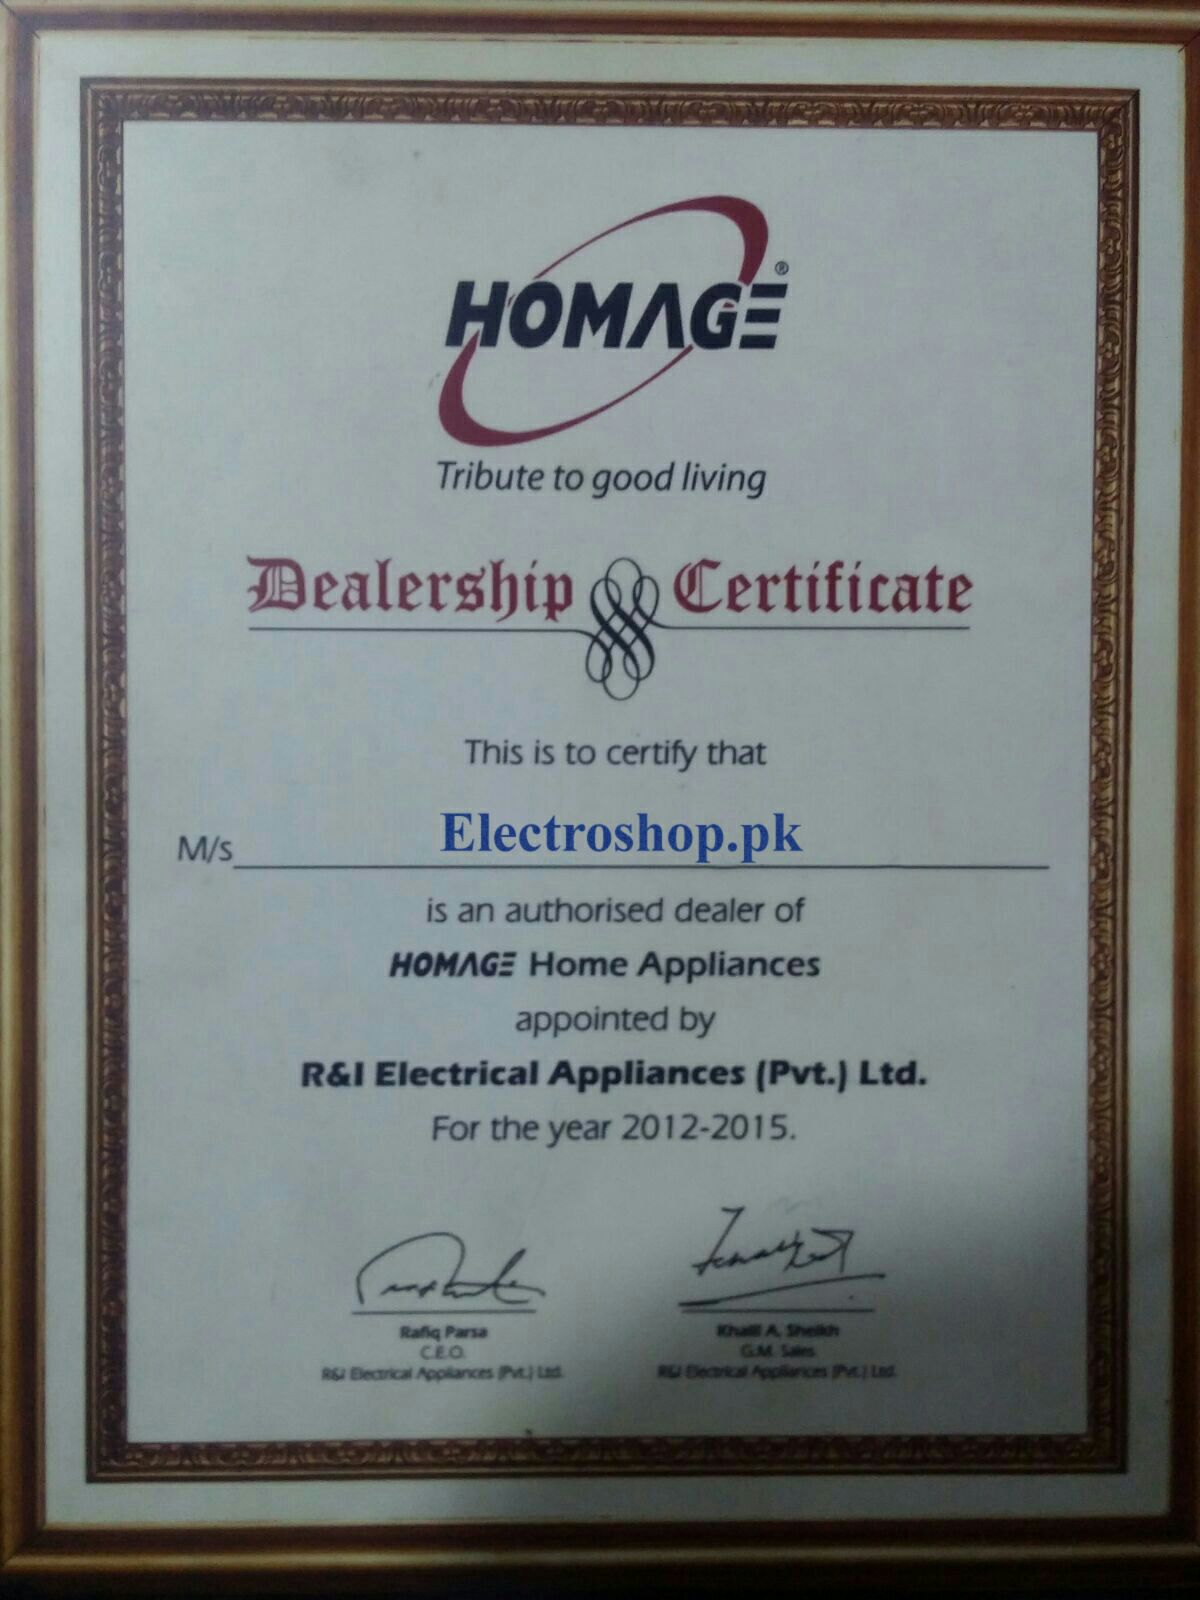 HOMAGE®
Tribute to good living
Dealership Certificate
This is to certify that
M/s Electroshop.pk
is an authorised dealer of
HOMAGE Home Appliances
appointed by
R&I Electrical Appliances (Pvt.) Ltd.
For the year 2012-2015.
Rafiq Parsa
C.E.O.
R&I Electrical Appliances (Pvt.) Ltd.
Khalil A. Sheikh
G.M. Sales
R&I Electrical Appliances (Pvt.) Ltd.